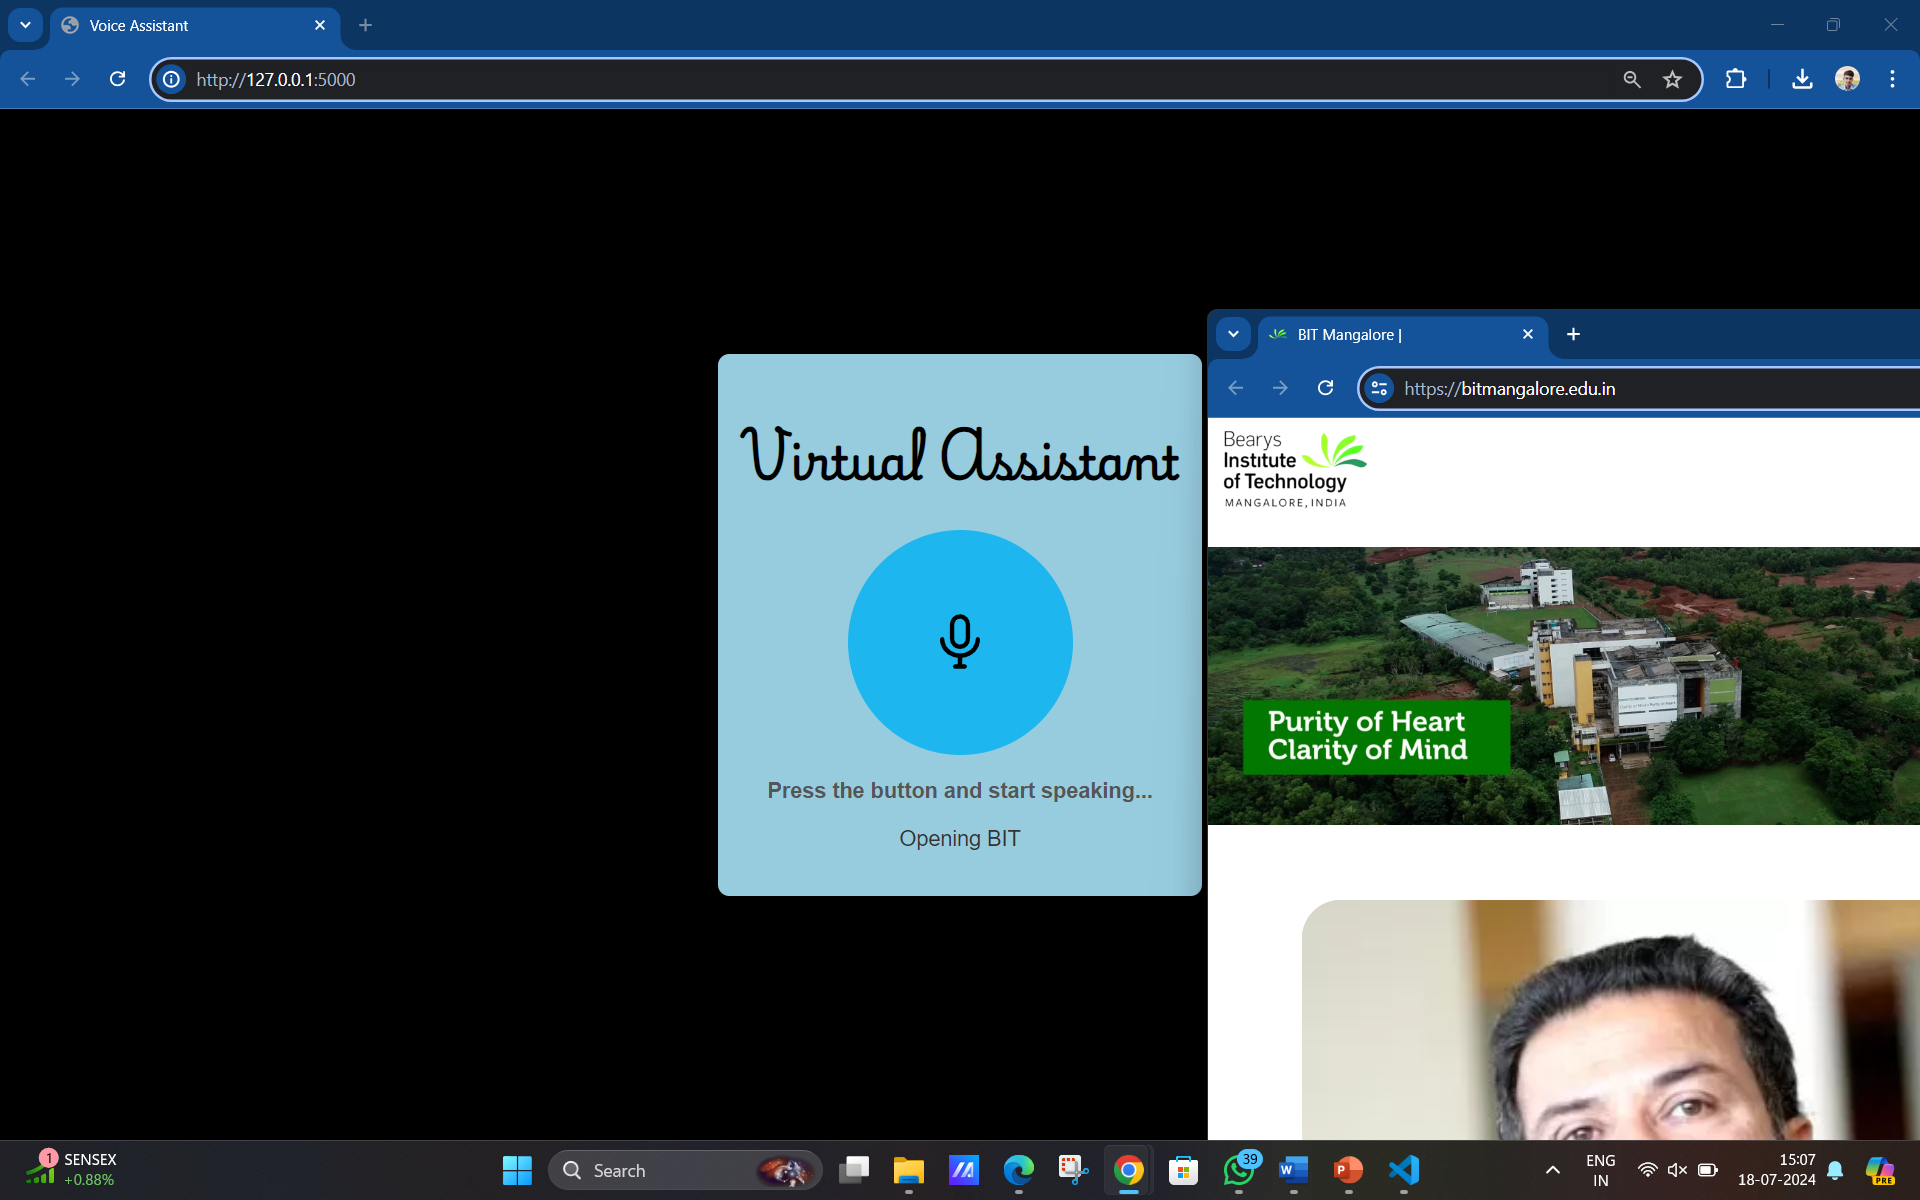 Voice Assistant
http://127.0.0.1:5000
BIT Mangalore |
https://bitmangalore.edu.in
Bearys
Institute
of Technology
MANGALORE, INDIA
Virtual Assistant
Purity of Heart
Clarity of Mind
Press the button and start speaking...
Opening BIT
1
SENSEX
+0.88%
Search
39
ENG
IN
15:07
18-07-2024
PRE